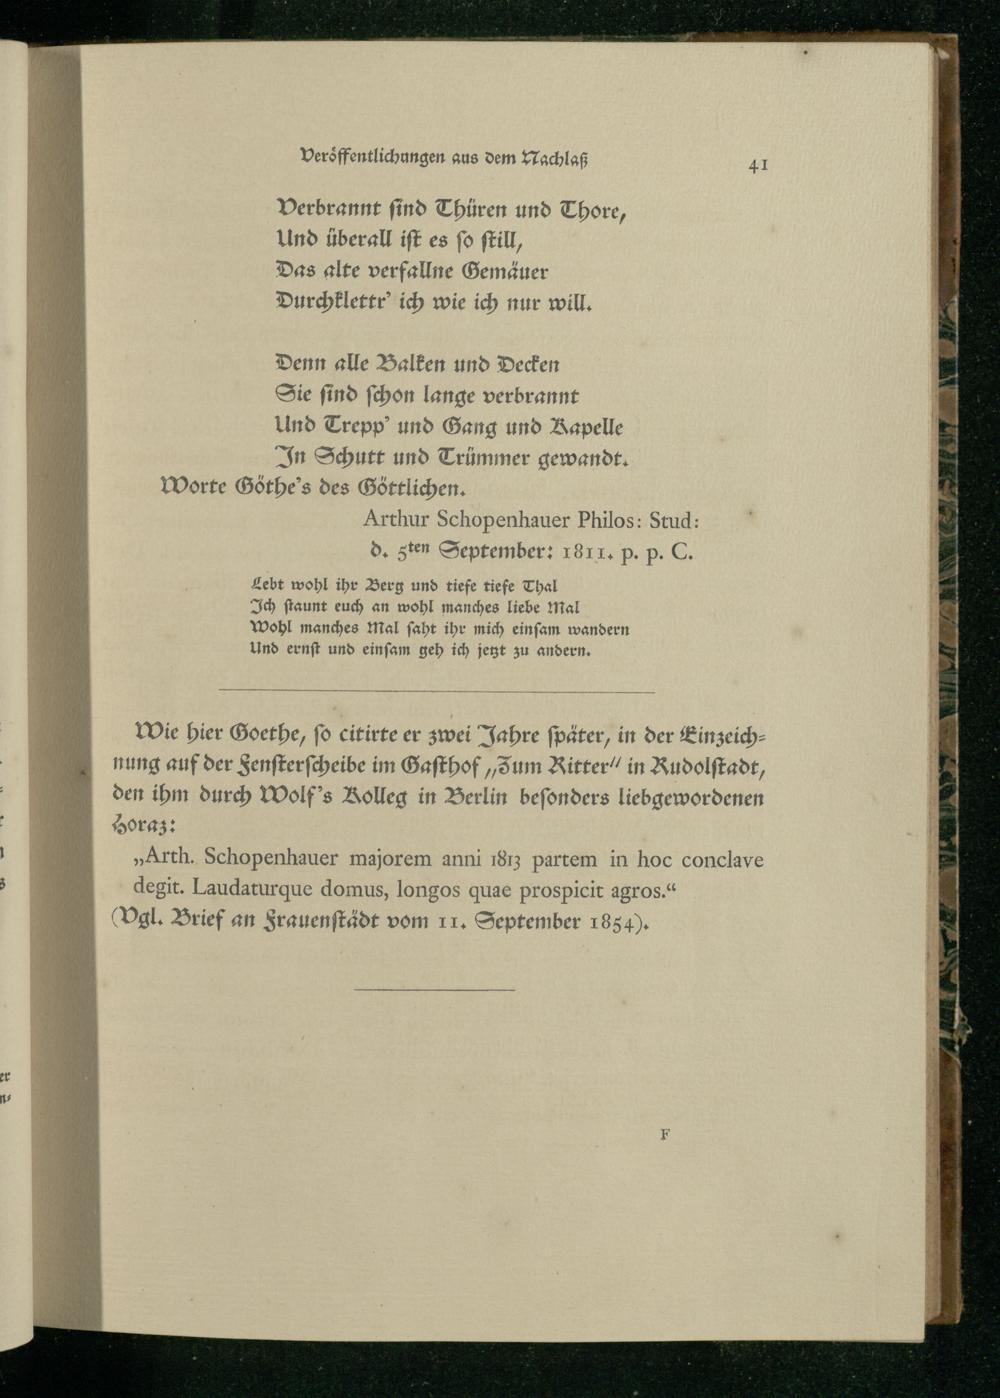 Veröffentlichungen aus dem Nachlaß 41
Verbrannt sind Thüren und Thore,
Und überall ist es so still,
Das alte verfallne Gemäuer
Durchklettr' ich wie ich nur will.
Denn alle Balken und Decken
Sie sind schon lange verbrannt
Und Trepp' und Gang und Kapelle
In Schutt und Trümmer gewandt.
Worte Göthe's des Göttlichen.
Arthur Schopenhauer Philos: Stud:
d. 5ten September: 1811. p. p. C.
Lebt wohl ihr Berg und tiefe tiefe Thal
Ich staunt euch an wohl manches liebe Mal
Wohl manches Mal saht ihr mich einsam wandern
Und ernst und einsam geh ich jetzt zu andern.
Wie hier Goethe, so citirte er zwei Jahre später, in der Einzeich-
nung auf der Fensterscheibe im Gasthof „Zum Ritter" in Rudolstadt,
den ihm durch Wolf's Kolleg in Berlin besonders liebgewordenen
Horaz:
„Arth. Schopenhauer majorem anni 1813 partem in hoc conclave
degit. Laudaturque domus, longos quae prospicit agros.“
(Vgl. Brief an Frauenstädt vom 11. September 1854).
F